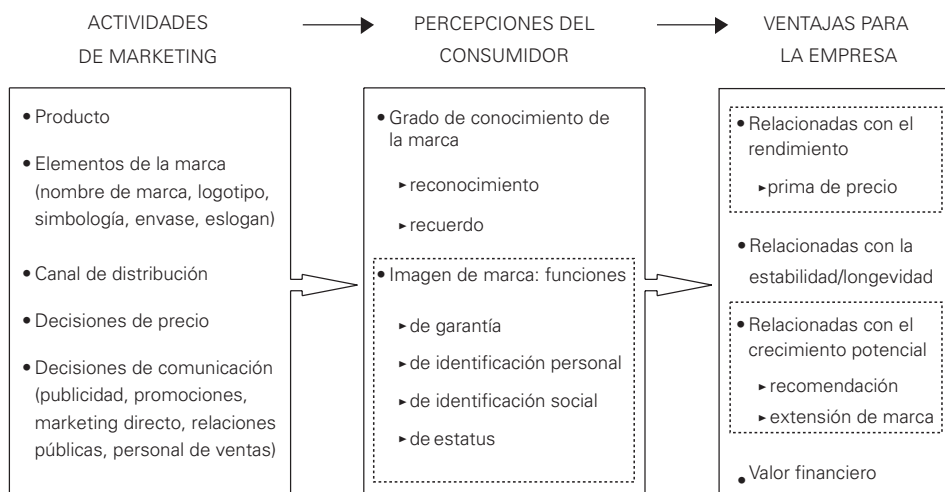 ACTIVIDADES
DE MARKETING
PERCEPCIONES DEL
CONSUMIDOR
VENTAJAS PARA
LA EMPRESA
• Producto
• Elementos de la marca
(nombre de marca, logotipo,
simbología, envase, eslogan)
• Canal de distribución
• Decisiones de precio
• Decisiones de comunicación
(publicidad, promociones,
marketing directo, relaciones
públicas, personal de ventas)
• Grado de conocimiento de
la marca
▸ reconocimiento
▸ recuerdo
• Imagen de marca: funciones
▸ de garantía
▸ de identificación personal
▸ de identificación social
▸ de estatus
• Relacionadas con el
rendimiento
▸ prima de precio
• Relacionadas con la
estabilidad/longevidad
• Relacionadas con el
crecimiento potencial
▸ recomendación
▸ extensión de marca
• Valor financiero